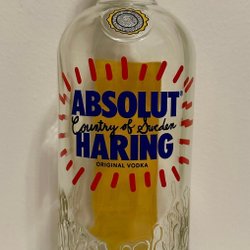 ABSOLUT
Country of Sweden
HARING
ORIGINAL VODKA